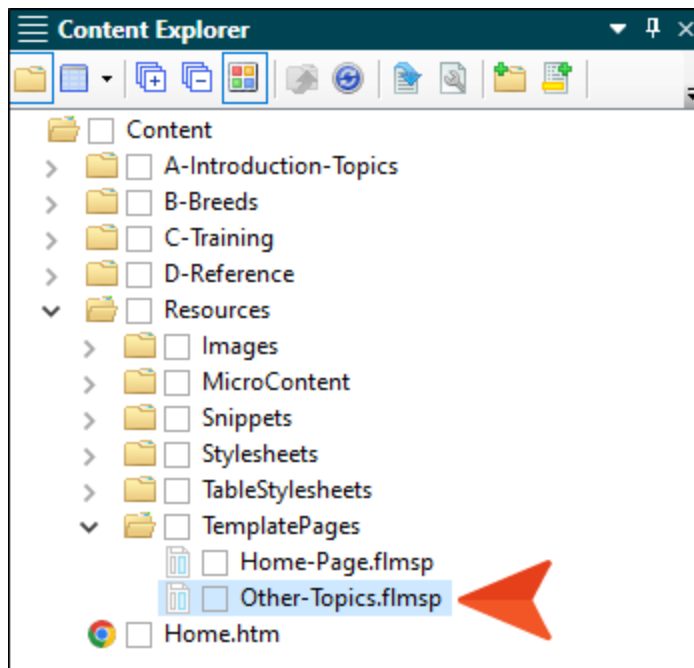 Content Explorer
Content
A-Introduction-Topics
B-Breeds
C-Training
D-Reference
Resources
Images
MicroContent
Snippets
Stylesheets
TableStylesheets
TemplatePages
Home-Page.flmsp
Other-Topics.flmsp
Home.htm